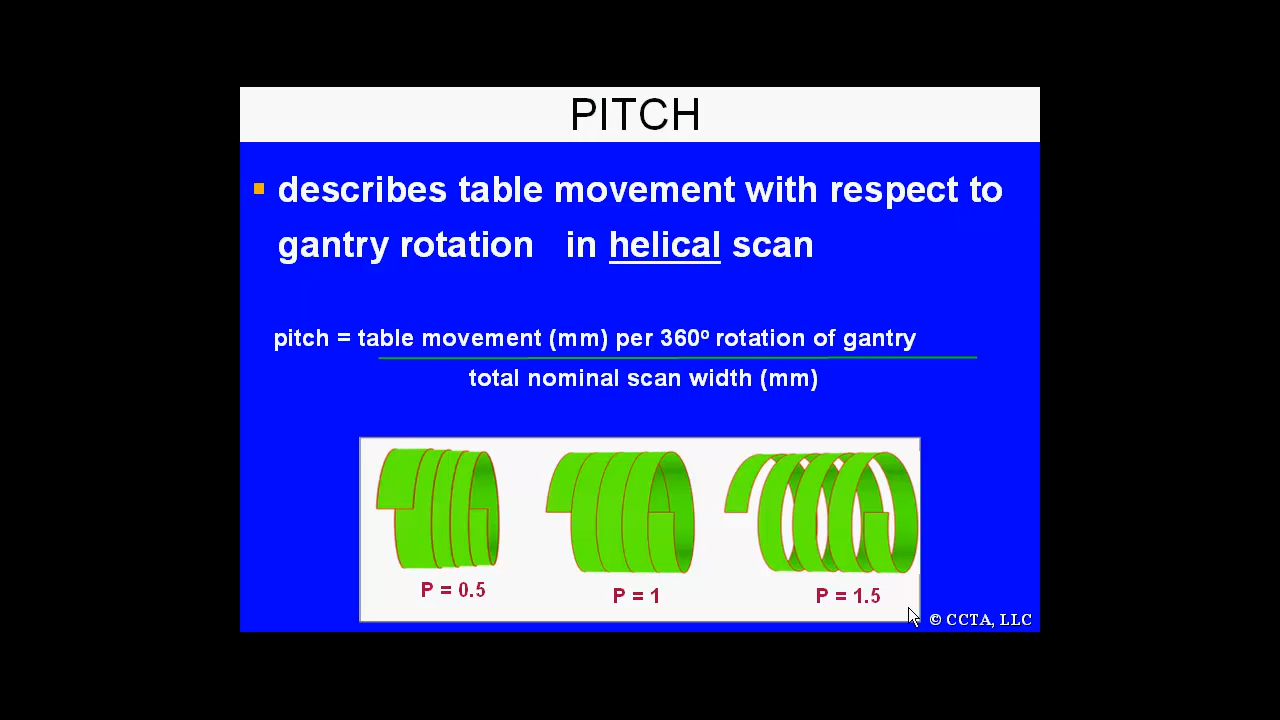 PITCH
describes table movement with respect to
gantry rotation in helical scan
pitch = table movement (mm) per 360º rotation of gantry
total nominal scan width (mm)
P = 0.5
P = 1
P = 1.5
© CCTA, LLC